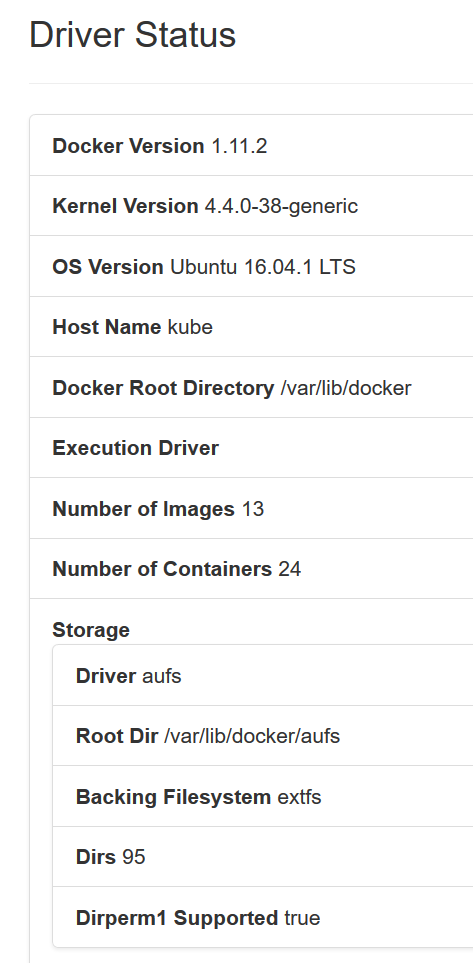 Driver Status
Docker Version 1.11.2
Kernel Version 4.4.0-38-generic
OS Version Ubuntu 16.04.1 LTS
Host Name kube
Docker Root Directory /var/lib/docker
Execution Driver
Number of Images 13
Number of Containers 24
Storage
Driver aufs
Root Dir /var/lib/docker/aufs
Backing Filesystem extfs
Dirs 95
Dirperm1 Supported true